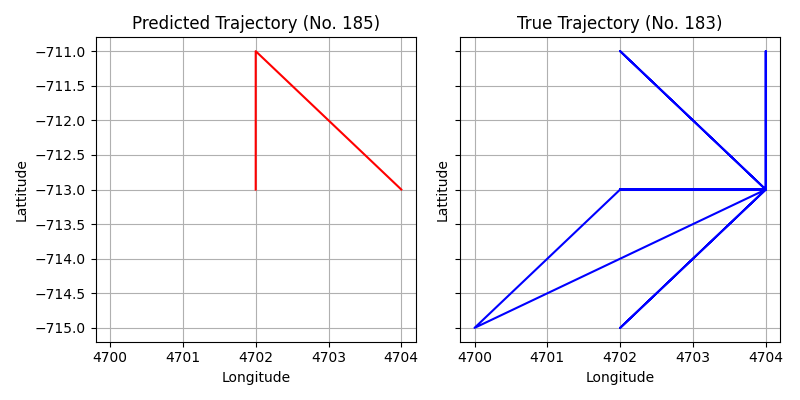 Predicted Trajectory (No. 185)
True Trajectory (No. 183)
−711.0
−711.5
−712.0
−712.5
−713.0
−713.5
−714.0
−714.5
−715.0
Lattitude
Lattitude
4700 4701 4702 4703 4704
4700 4701 4702 4703 4704
Longitude
Longitude